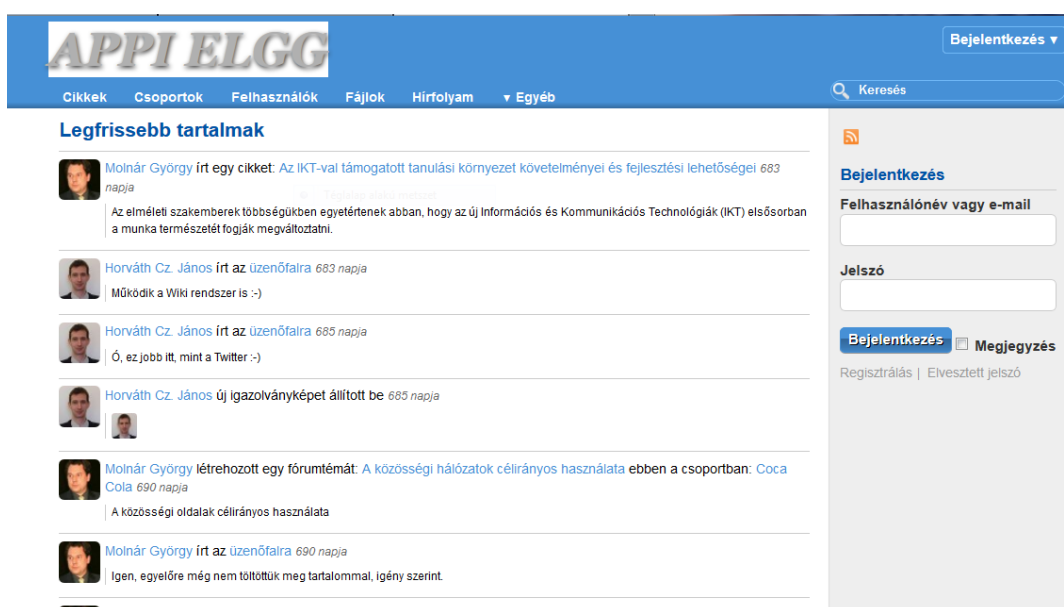 APPI ELGG
Bejelentkezés ▾
Cikkek Csoportok Felhasználók Fájlok Hírfolyam ▾ Egyéb
Keresés
Legfrissebb tartalmak
Molnár György írt egy cikket: Az IKT-val támogatott tanulási környezet követelményei és fejlesztési lehetőségei 683
napja
Az elméleti szakemberek többségükben egyetértenek abban, hogy az új Információs és Kommunikációs Technológiák (IKT) elsősorban
a munka természetét fogják megváltoztatni.
Horváth Cz. János írt az üzenőfalra 683 napja
Működik a Wiki rendszer is :-)
Horváth Cz. János írt az üzenőfalra 685 napja
Ó, ez jobb itt, mint a Twitter :-)
Horváth Cz. János új igazolványképet állított be 685 napja
Molnár György létrehozott egy fórumtémát: A közösségi hálózatok célirányos használata ebben a csoportban: Coca
Cola 690 napja
A közösségi oldalak célirányos használata
Molnár György írt az üzenőfalra 690 napja
Igen, egyelőre még nem töltöttük meg tartalommal, igény szerint.
Bejelentkezés
Felhasználónév vagy e-mail
Jelszó
Bejelentkezés Megjegyzés
Regisztrálás | Elvesztett jelszó